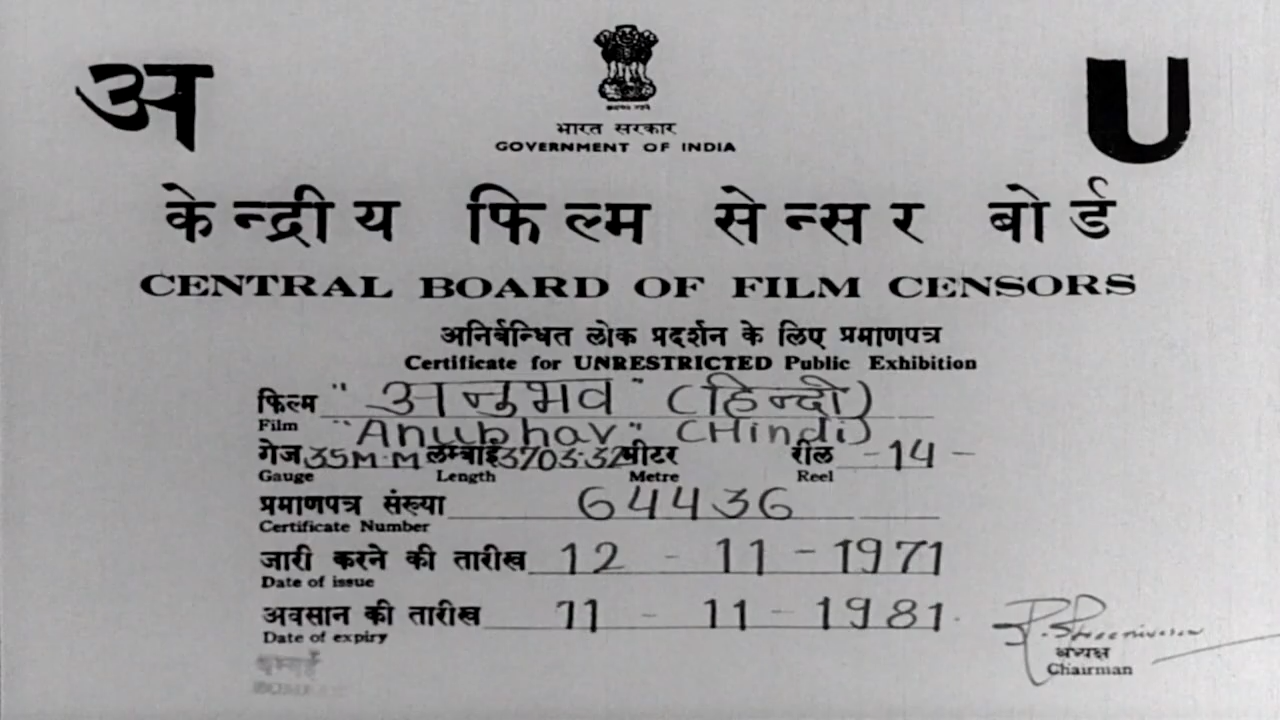 अ U
भारत सरकार
GOVERNMENT OF INDIA
केन्द्रीय फिल्म सेन्सर बोर्ड
CENTRAL BOARD OF FILM CENSORS
अनिर्बन्धित लोक प्रदर्शन के लिए प्रमाणपत्र
Certificate for UNRESTRICTED Public Exhibition
फिल्म "अनुभव" (हिन्दी)
Film "Anubhav" (Hindi)
गेज 35M.M लम्बाई 3703.32 मीटर रील -14-
Gauge Length Metre Reel
प्रमाणपत्र संख्या 64436
Certificate Number
जारी करने की तारीख 12-11-1971
Date of issue
अवसान की तारीख 11-11-1981.
Date of expiry
अध्यक्ष
Chairman
बम्बई